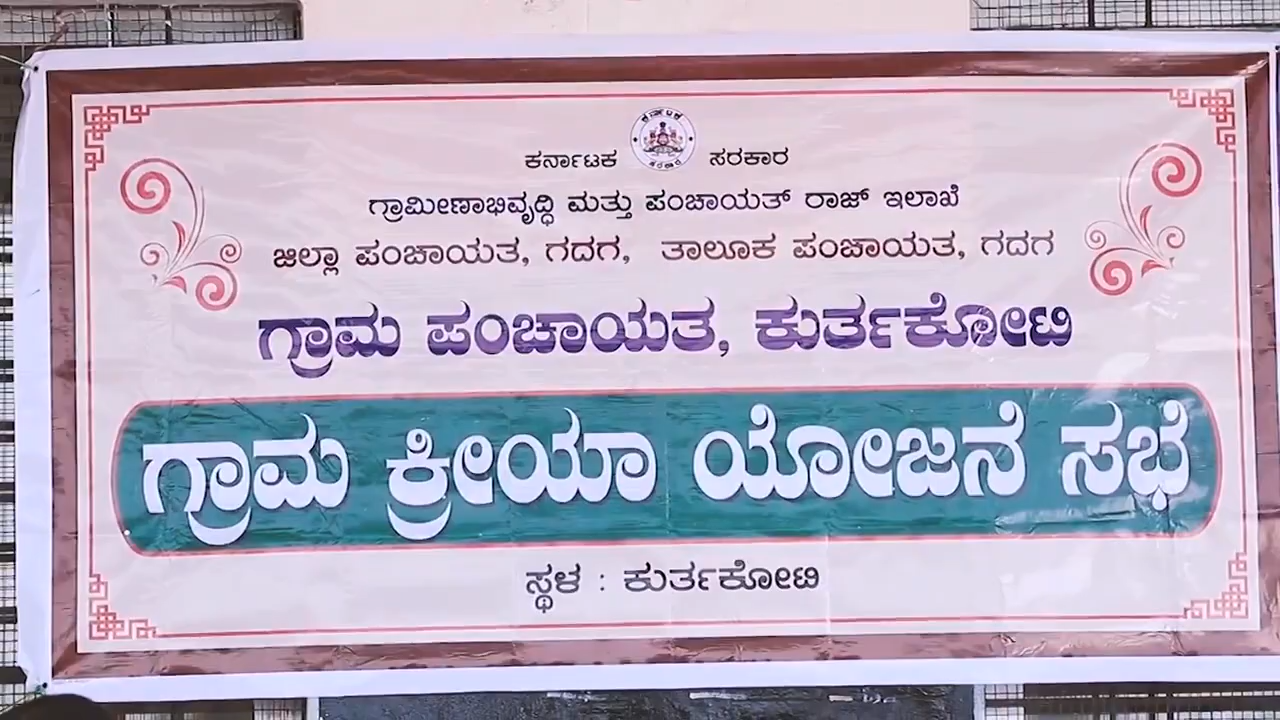 ಕರ್ನಾಟಕ ಸರಕಾರ
ಗ್ರಾಮೀಣಾಭಿವೃದ್ಧಿ ಮತ್ತು ಪಂಚಾಯತ್ ರಾಜ್ ಇಲಾಖೆ
ಜಿಲ್ಲಾ ಪಂಚಾಯತ, ಗದಗ, ತಾಲೂಕ ಪಂಚಾಯತ, ಗದಗ
ಗ್ರಾಮ ಪಂಚಾಯತ, ಕುರ್ತಕೋಟಿ
ಗ್ರಾಮ ಕ್ರೀಯಾ ಯೋಜನೆ ಸಭೆ
ಸ್ಥಳ : ಕುರ್ತಕೋಟಿ